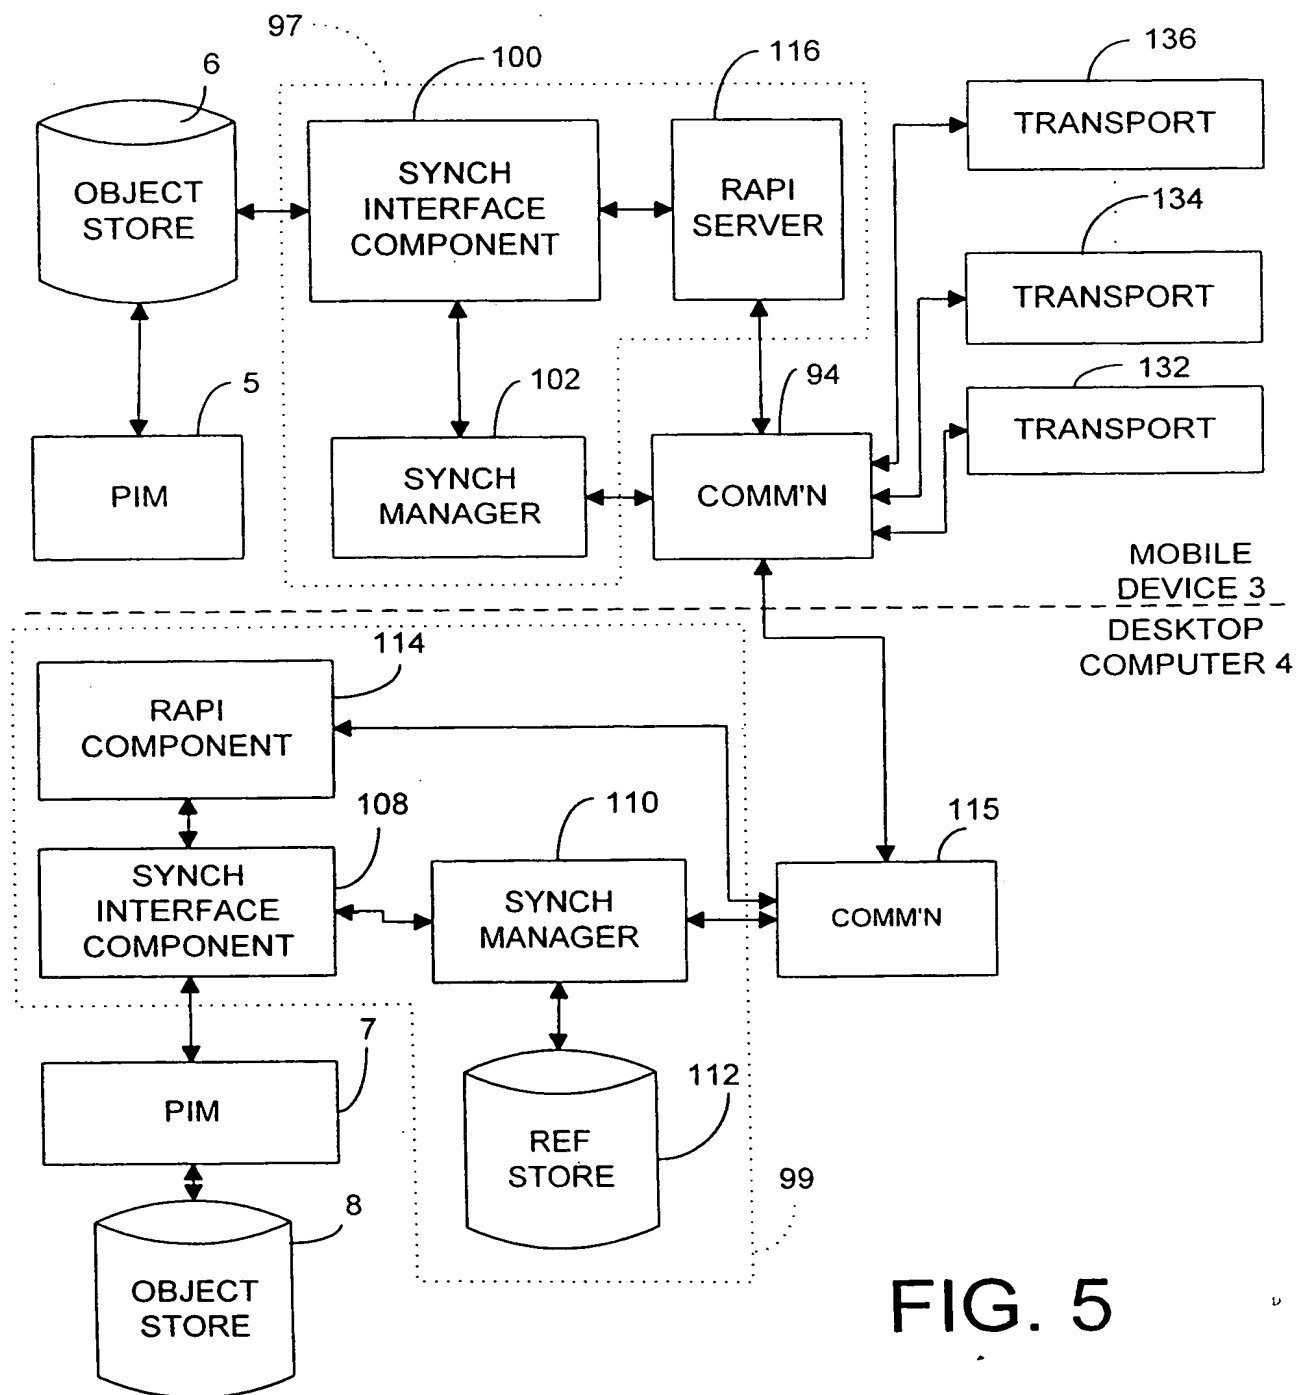 97
6
100
116
136
OBJECT
STORE
SYNCH
INTERFACE
COMPONENT
RAPI
SERVER
TRANSPORT
134
TRANSPORT
132
TRANSPORT
5
102
94
PIM
SYNCH
MANAGER
COMM'N
MOBILE
DEVICE 3
DESKTOP
COMPUTER 4
114
RAPI
COMPONENT
108
110
115
SYNCH
INTERFACE
COMPONENT
SYNCH
MANAGER
COMM'N
7
PIM
112
REF
STORE
99
8
OBJECT
STORE
FIG. 5